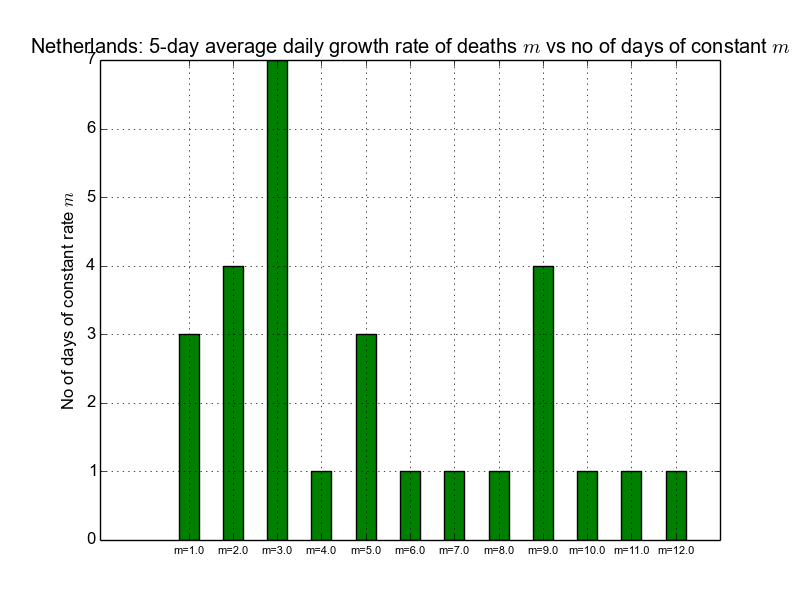 Netherlands: 5-day average daily growth rate of deaths m vs no of days of constant m
No of days of constant rate m
7
6
5
4
3
2
1
0
m=1.0 m=2.0 m=3.0 m=4.0 m=5.0 m=6.0 m=7.0 m=8.0 m=9.0 m=10.0 m=11.0 m=12.0